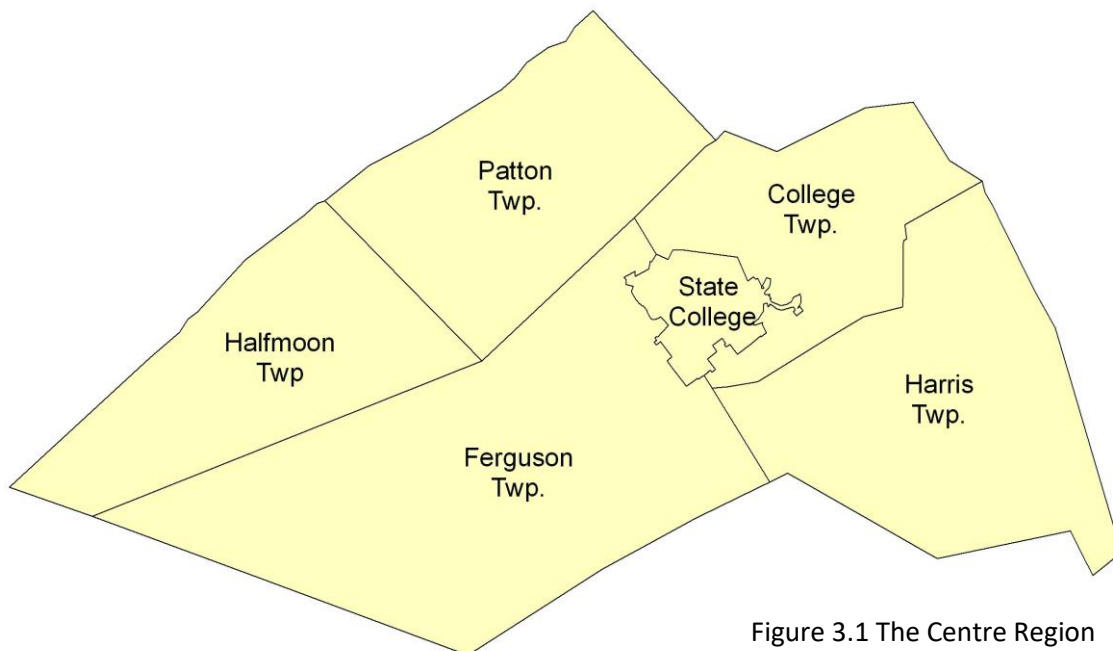 Patton
Twp.
College
Twp.
State
College
Halfmoon
Twp
Harris
Twp.
Ferguson
Twp.
Figure 3.1 The Centre Region